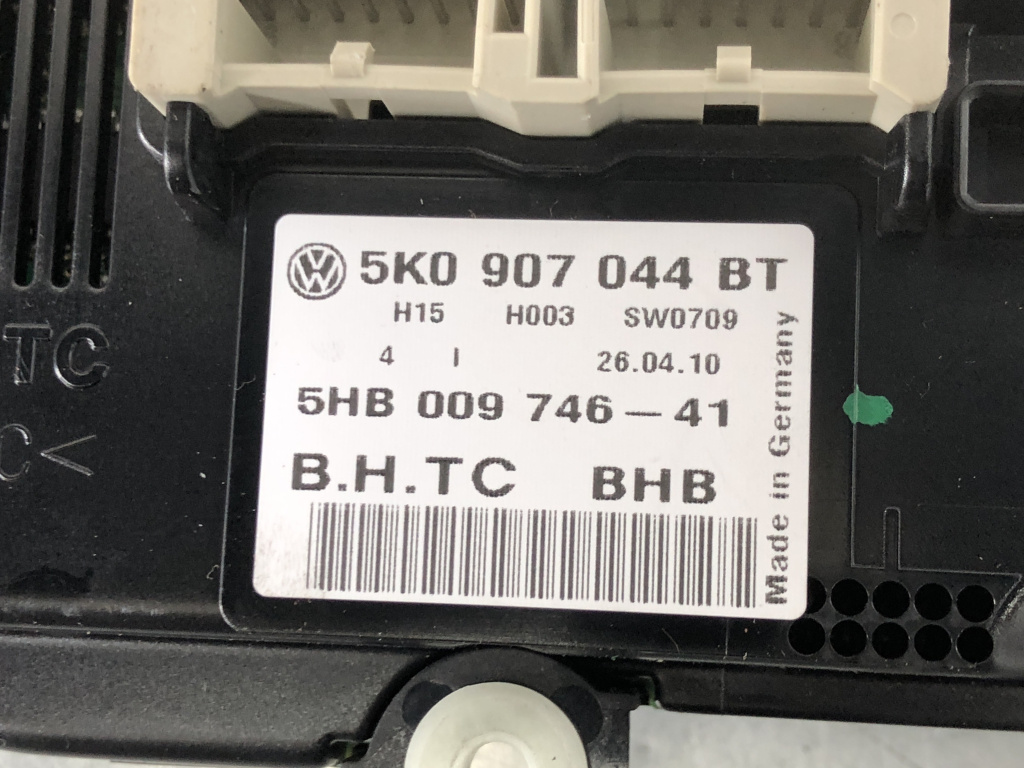 5K0 907 044 BT
H15 H003 SW0709
4 I 26.04.10
5HB 009 746-41
B.H.TC BHB
Made in Germany
TC
C<